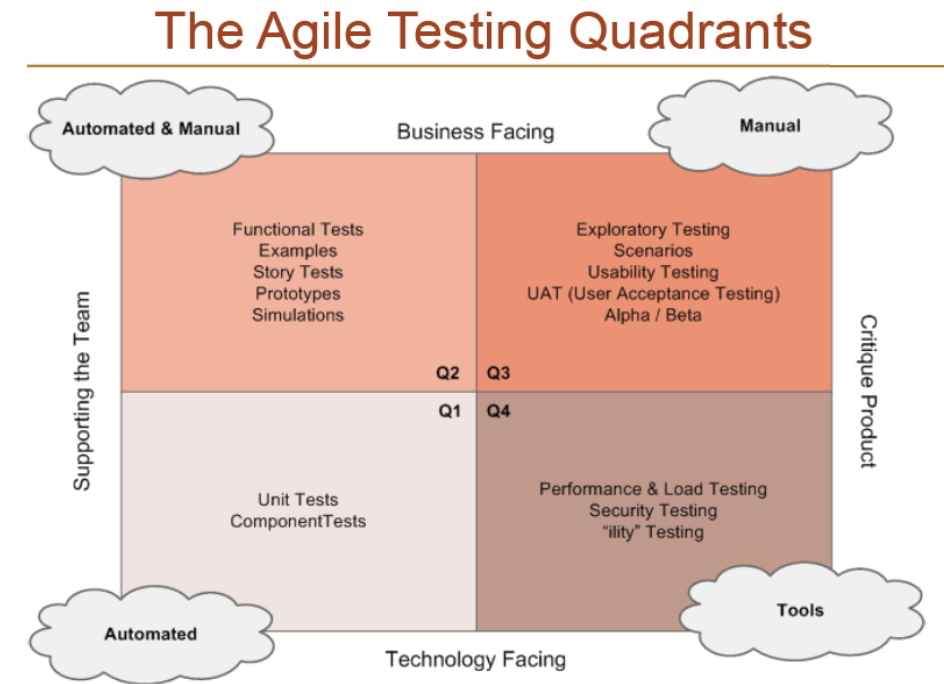 The Agile Testing Quadrants
Automated & Manual
Business Facing
Manual
Functional Tests
Examples
Story Tests
Prototypes
Simulations
Exploratory Testing
Scenarios
Usability Testing
UAT (User Acceptance Testing)
Alpha / Beta
Supporting the Team
Critique Product
Q2
Q3
Q1
Q4
Unit Tests
ComponentTests
Performance & Load Testing
Security Testing
“ility” Testing
Automated
Tools
Technology Facing